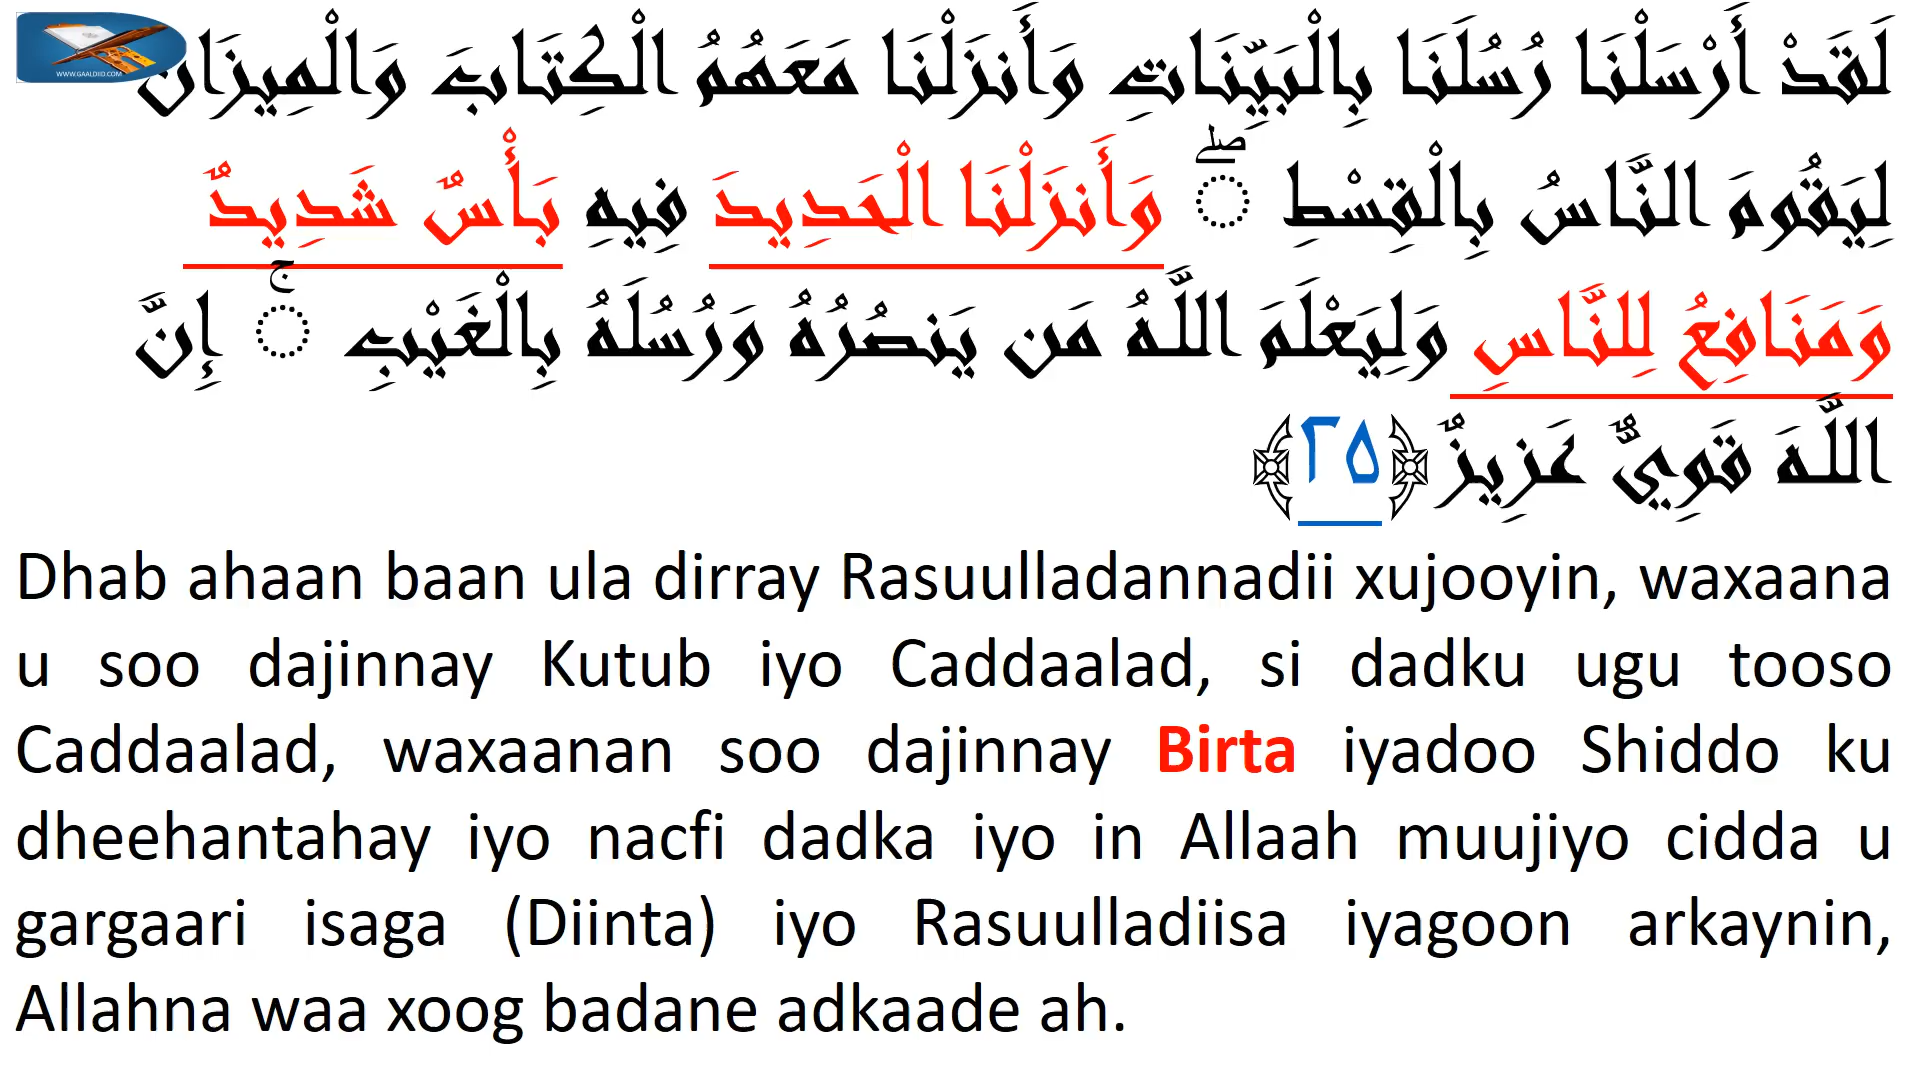 WWW.GAALDIID.COM
لَقَدْ أَرْسَلْنَا رُسُلَنَا بِالْبَيِّنَاتِ وَأَنزَلْنَا مَعَهُمُ الْكِتَابَ وَالْمِيزَانَ
لِيَقُومَ النَّاسُ بِالْقِسْطِ ۖ وَأَنزَلْنَا الْحَدِيدَ فِيهِ بَأْسٌ شَدِيدٌ
وَمَنَافِعُ لِلنَّاسِ وَلِيَعْلَمَ اللَّهُ مَن يَنصُرُهُ وَرُسُلَهُ بِالْغَيْبِ ۚ إِنَّ
اللَّهَ قَوِيٌّ عَزِيزٌ ﴿٢٥﴾
Dhab ahaan baan ula dirray Rasuulladannadii xujooyin, waxaana
u soo dajinnay Kutub iyo Caddaalad, si dadku ugu tooso
Caddaalad, waxaanan soo dajinnay Birta iyadoo Shiddo ku
dheehantahay iyo nacfi dadka iyo in Allaah muujiyo cidda u
gargaari isaga (Diinta) iyo Rasuulladiisa iyagoon arkaynin,
Allahna waa xoog badane adkaade ah.